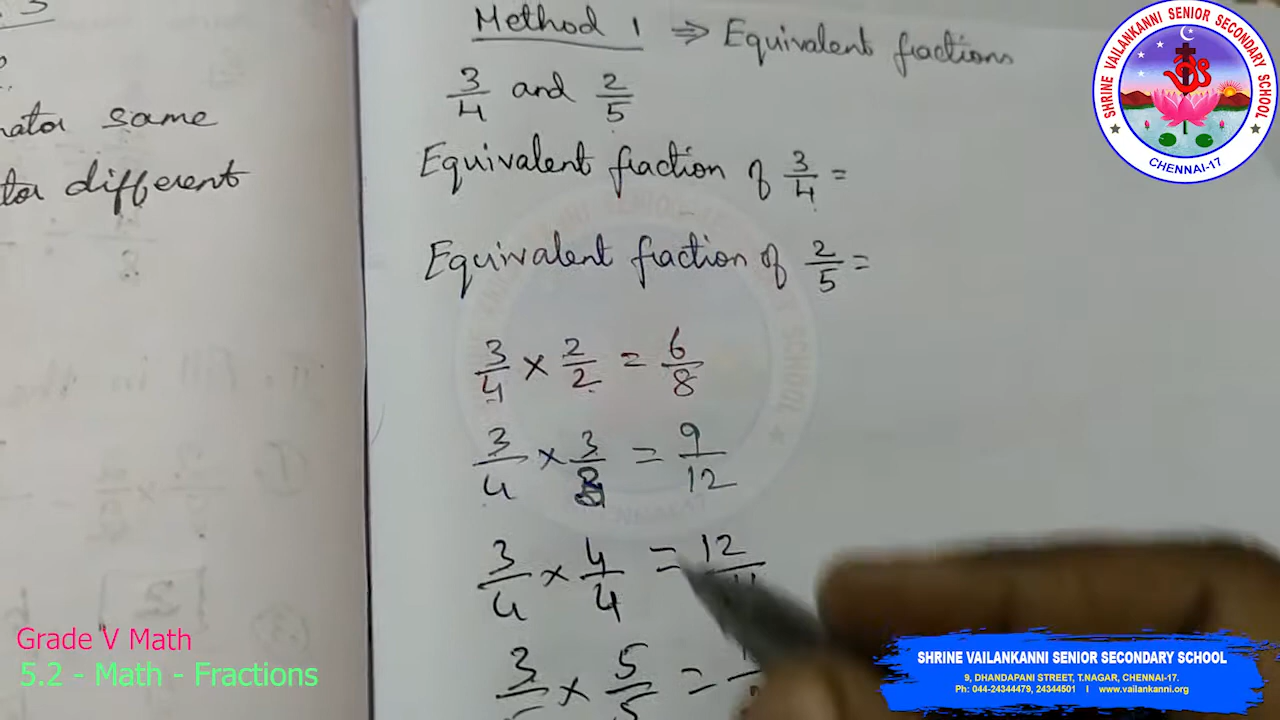 nator same
tor different
Method 1 ⇒ Equivalent fractions
3/4 and 2/5
Equivalent fraction of 3/4 =
Equivalent fraction of 2/5 =
3/4 × 2/2 = 6/8
3/4 × 3/3 = 9/12
3/4 × 4/4 = 12/
3/ × 5/5 =
SHRINE VAILANKANNI SENIOR SECONDARY SCHOOL
CHENNAI-17
Grade V Math
5.2 - Math - Fractions
SHRINE VAILANKANNI SENIOR SECONDARY SCHOOL
9, DHANDAPANI STREET, T.NAGAR, CHENNAI-17.
Ph: 044-24344479, 24344501 I www.vailankanni.org